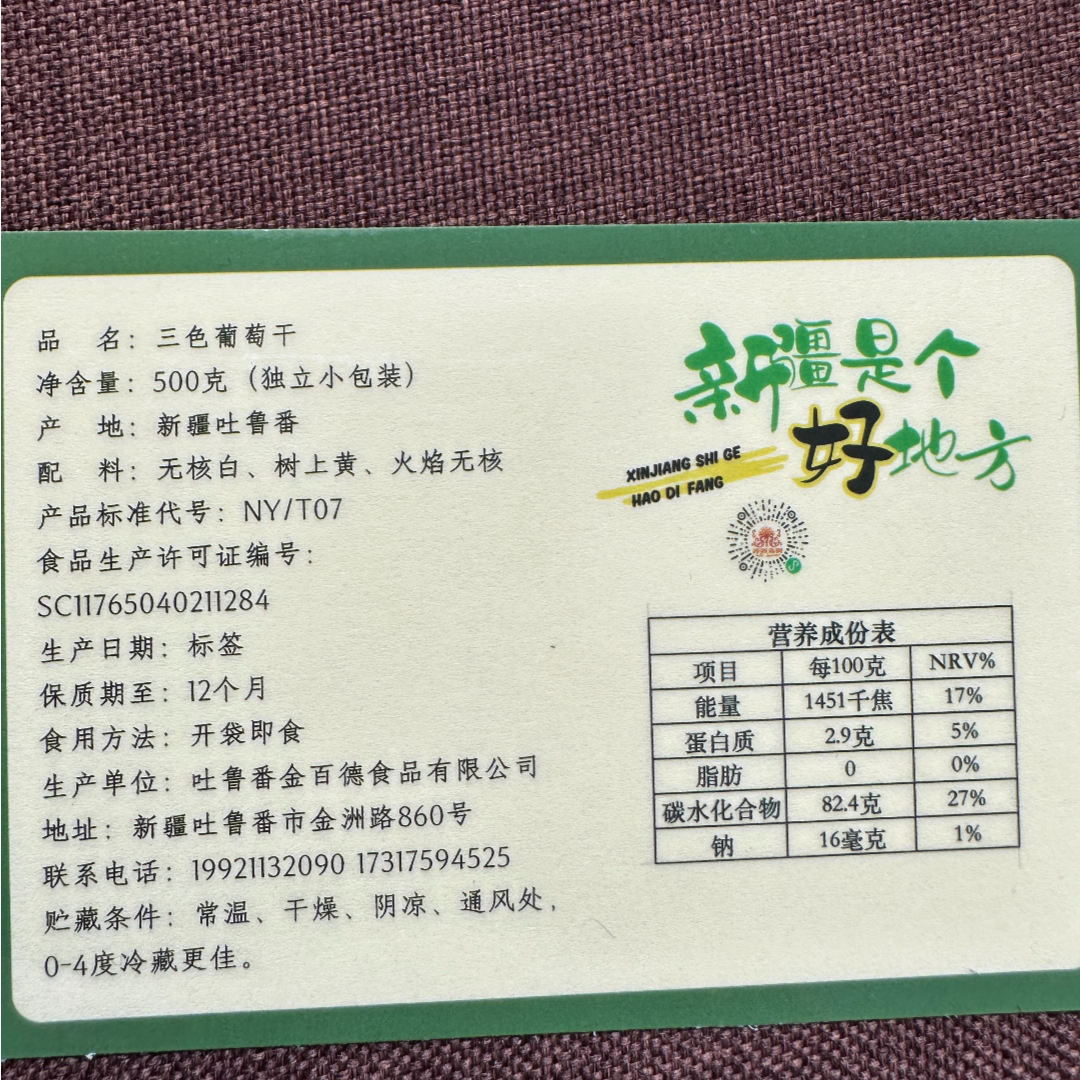 品 名：三色葡萄干
净含量：500克（独立小包装）
产 地：新疆吐鲁番
配 料：无核白、树上黄、火焰无核
产品标准代号：NY/T07
食品生产许可证编号：
SC11765040211284
生产日期：标签
保质期至：12个月
食用方法：开袋即食
生产单位：吐鲁番金百德食品有限公司
地址：新疆吐鲁番市金洲路860号
联系电话：19921132090 17317594525
贮藏条件：常温、干燥、阴凉、通风处，
0-4度冷藏更佳。
新疆是个
好地方
XINJIANG SHI GE
HAO DI FANG
营养成份表
项目 每100克 NRV%
能量 1451千焦 17%
蛋白质 2.9克 5%
脂肪 0 0%
碳水化合物 82.4克 27%
钠 16毫克 1%